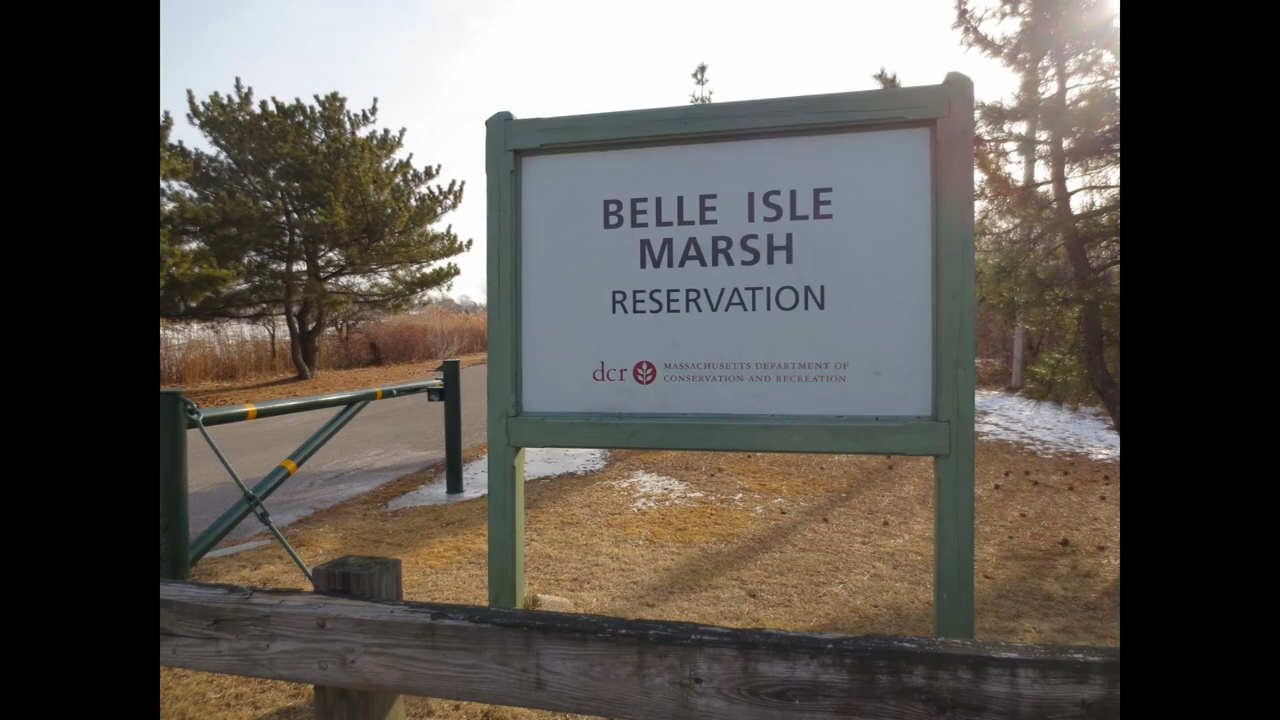 BELLE ISLE
MARSH
RESERVATION
dcr MASSACHUSETTS DEPARTMENT OF
CONSERVATION AND RECREATION